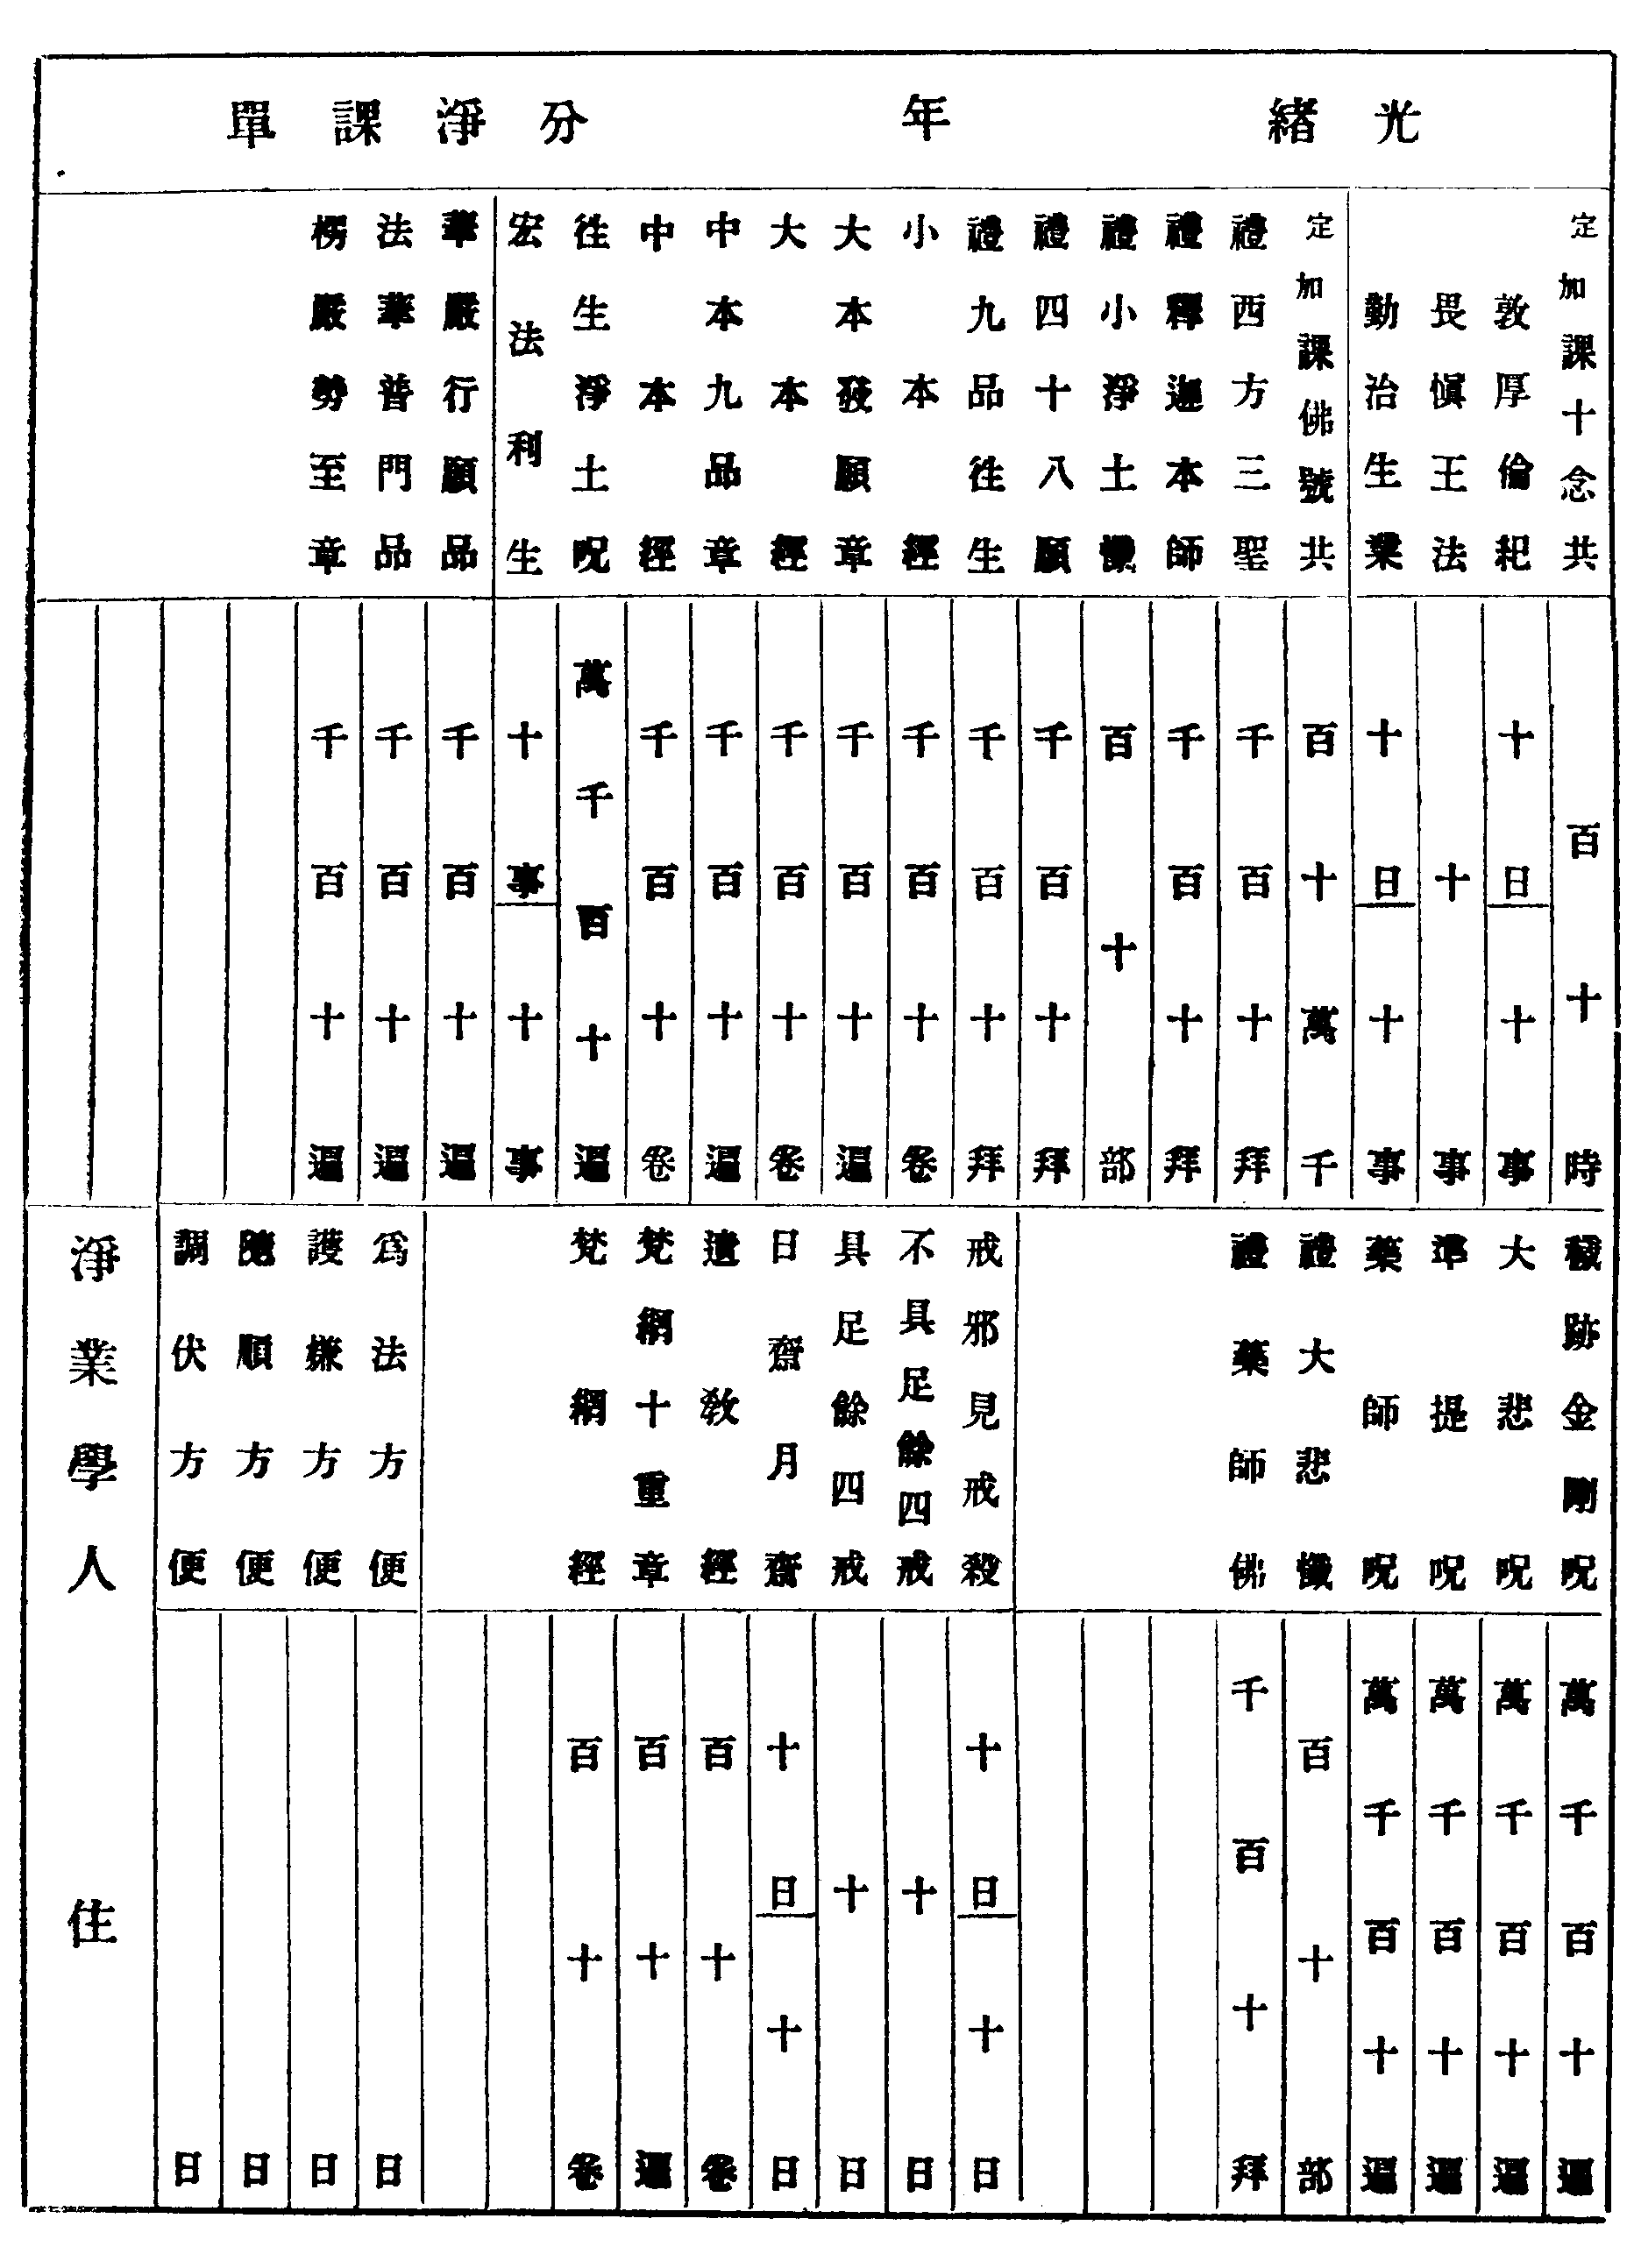 光緒　年　分淨課單
定加課十念共　百十時
敦厚倫紀　十日十事
畏愼王法　十事
勤治生業　十日十事
定加課佛號共　百十萬千
禮西方三聖　千百十拜
禮釋迦本師　千百十拜
禮小淨土懺　百十部
禮四十八願　千百十拜
禮九品往生　千百十拜
小本經　千百十卷
大本發願章　千百十遍
大本經　千百十卷
中本九品章　千百十遍
中本經　千百十卷
往生淨土呪　萬千百十遍
宏法利生　十事十事
華嚴行願品　千百十遍
法華普門品　千百十遍
楞嚴勢至章　千百十遍
穢跡金剛呪　萬千百十遍
大悲呪　萬千百十遍
準提呪　萬千百十遍
藥師呪　萬千百十遍
禮大悲懺　百十部
禮藥師佛　千百十拜
戒邪見戒殺　十日十日
不具足餘四戒　十日
具足餘四戒　十日
日齋月齋　十日十日
遺敎經　百十卷
梵網十重章　百十遍
梵網經　百十卷
爲法方便　日
護嫌方便　日
隨順方便　日
調伏方便　日
淨業學人　住